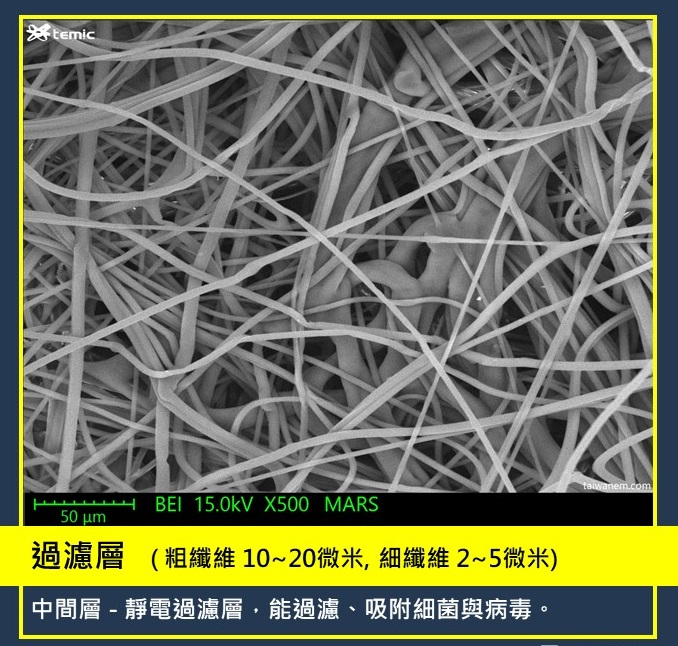 temic
taiwanem.com
50 µm
BEI 15.0kV X500 MARS
過濾層 (粗纖維 10~20微米, 細纖維 2~5微米)
中間層 - 靜電過濾層，能過濾、吸附細菌與病毒。